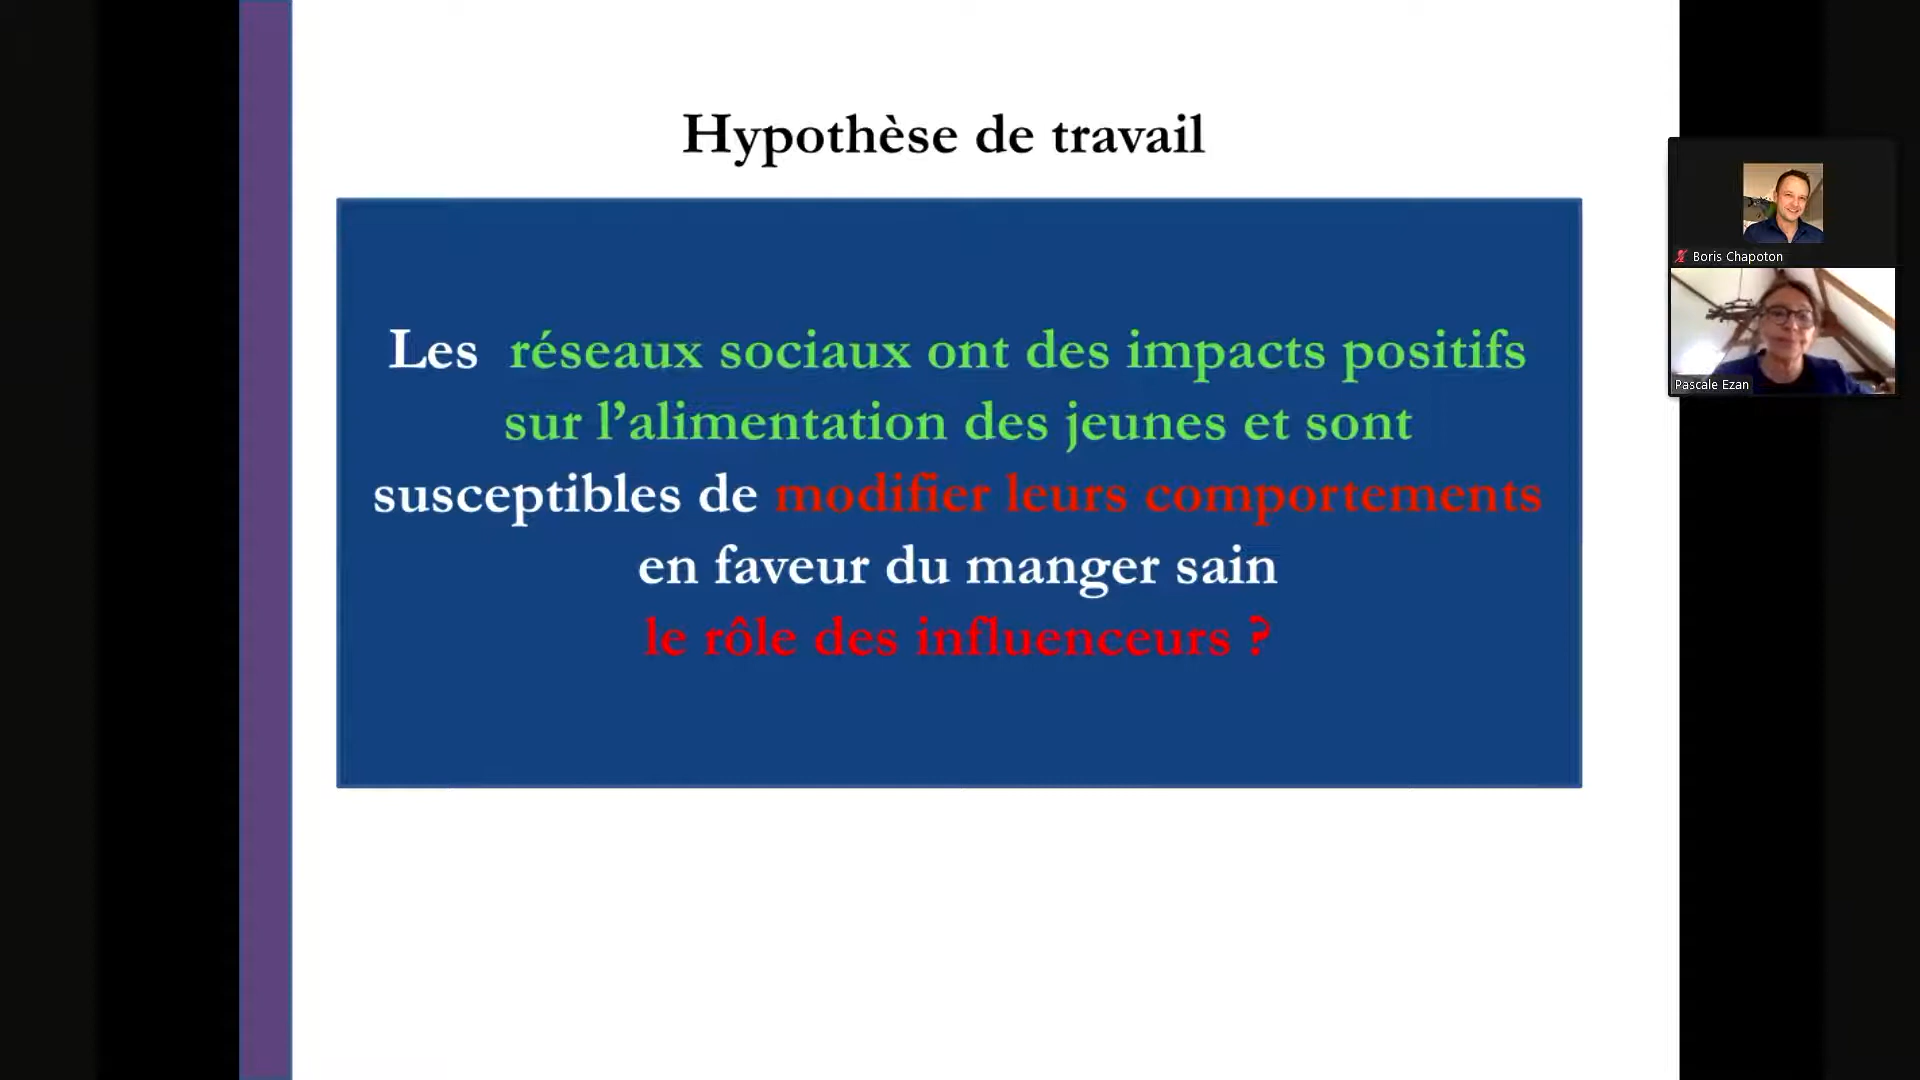 Hypothèse de travail
Les réseaux sociaux ont des impacts positifs
sur l’alimentation des jeunes et sont
susceptibles de modifier leurs comportements
en faveur du manger sain
le rôle des influenceurs ?
Boris Chapoton
Pascale Ezan